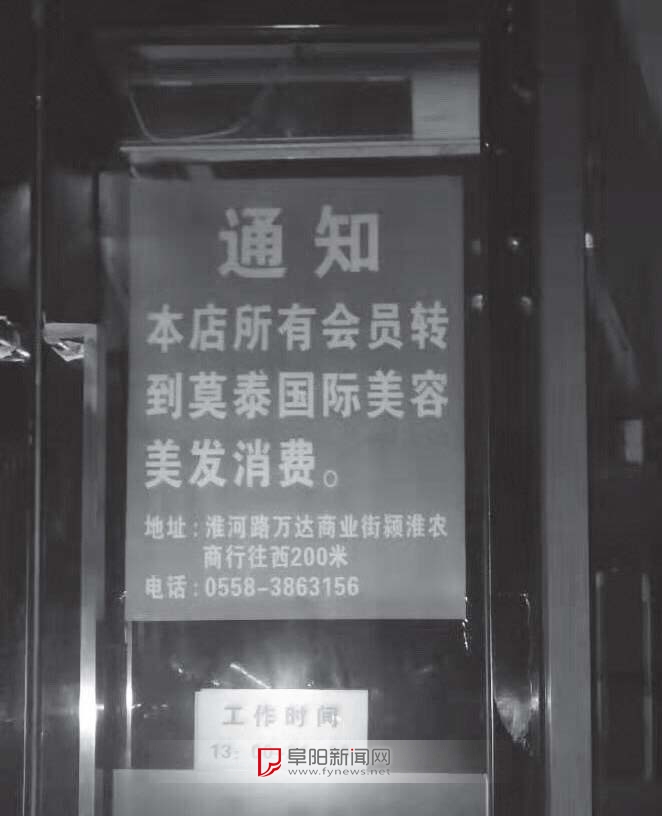 通知
本店所有会员转
到莫泰国际美容
美发消费。
地址：淮河路万达商业街颍淮农
商行往西200米
电话：0558-3863156
工作时间
13：
阜阳新闻网
www.fynews.net